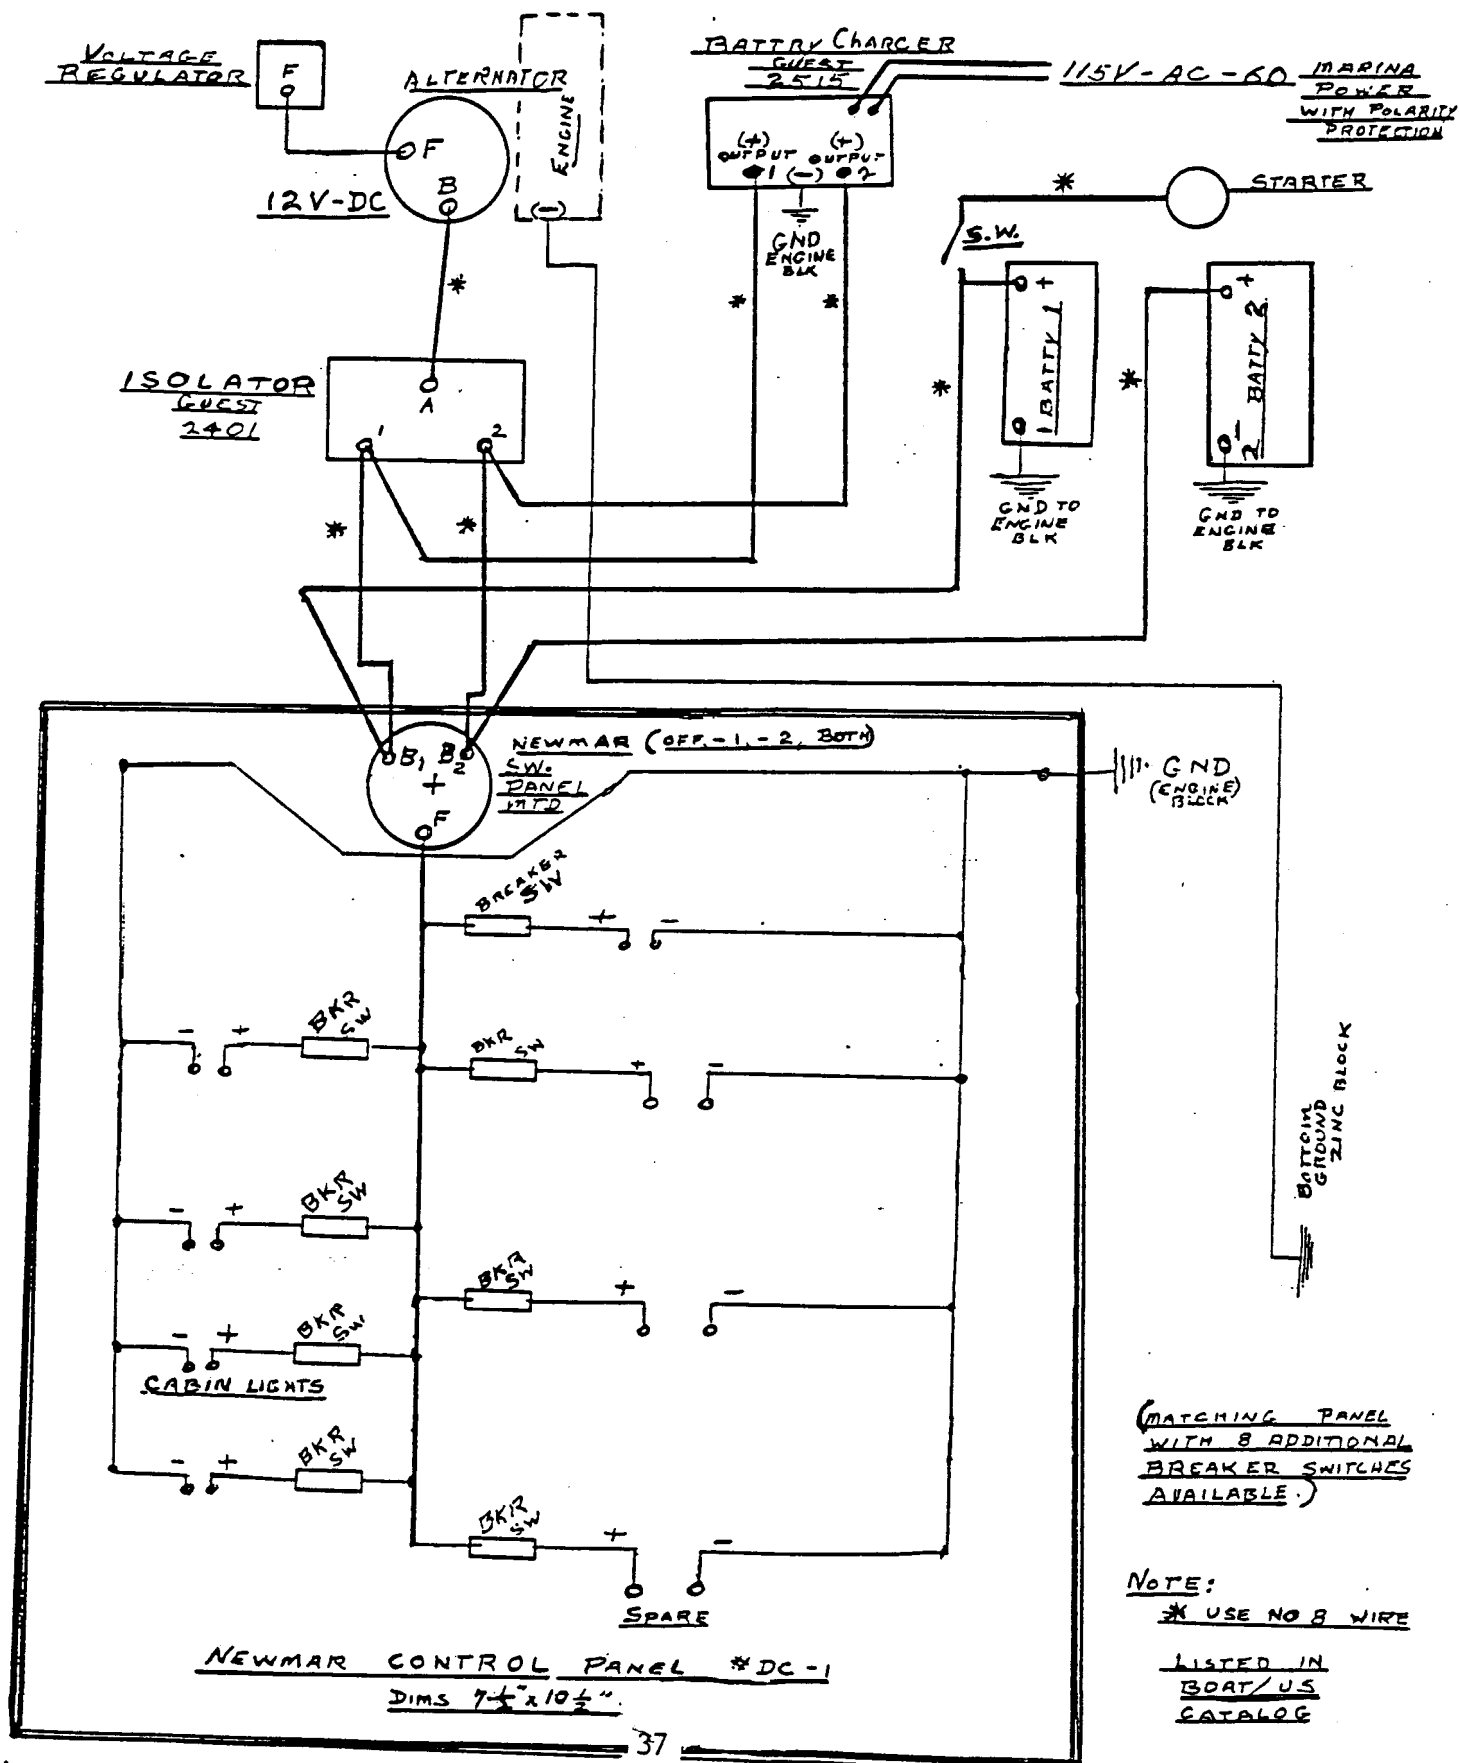 VOLTAGE
REGULATOR
F
ALTERNATOR
F
B
12V-DC
ENGINE
(-)
BATTRY CHARGER
GUEST
2515
115V-AC-60
MARINA
POWER
WITH POLARITY
PROTECTION
(+)
OUTPUT
1
(-)
(+)
OUTPUT
2
GND
ENGINE
BLK
*
STARTER
S.W.
+
BATTY 1
1
+
BATTY 2
2 -
*
*
*
*
*
ISOLATOR
GUEST
2401
A
1
2
*
*
GND TO
ENGINE
BLK
GND TO
ENGINE
BLK
B1
B2
+
F
NEWMAR (OFF-1,-2, BOTH)
SW.
PANEL
MTD
GND
(ENGINE)
BLOCK
BREAKER
SW
+
-
-
+
BKR
SW
BKR
SW
+
-
-
+
BKR
SW
BKR
SW
+
-
-
+
BKR
SW
CABIN LIGHTS
-
+
BKR
SW
BKR
SW
+
-
SPARE
BOTTOM
GROUND
ZINC BLOCK
(MATCHING PANEL
WITH 8 ADDITIONAL
BREAKER SWITCHES
AVAILABLE.)
NOTE:
* USE NO 8 WIRE
LISTED IN
BOAT/US
CATALOG
NEWMAR CONTROL PANEL #DC-1
DIMS 7½"x10½".
37